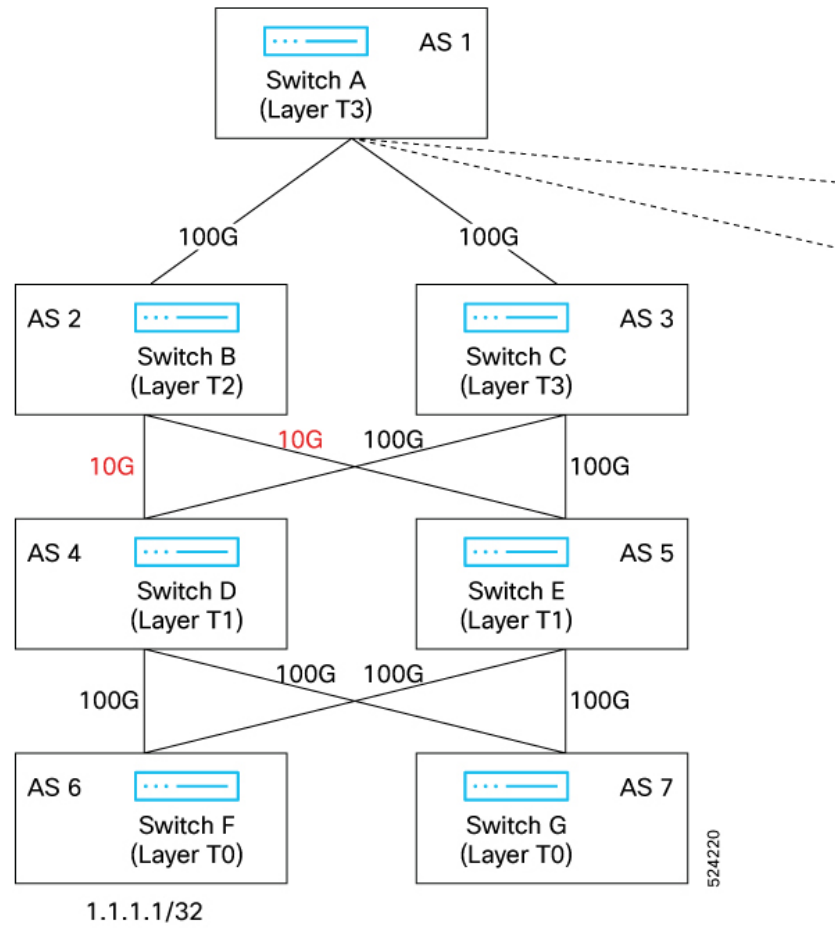 AS 1
Switch A
(Layer T3)
100G
100G
AS 2
Switch B
(Layer T2)
AS 3
Switch C
(Layer T3)
10G
100G
10G
100G
AS 4
Switch D
(Layer T1)
AS 5
Switch E
(Layer T1)
100G
100G
100G
100G
AS 6
Switch F
(Layer T0)
AS 7
Switch G
(Layer T0)
524220
1.1.1.1/32